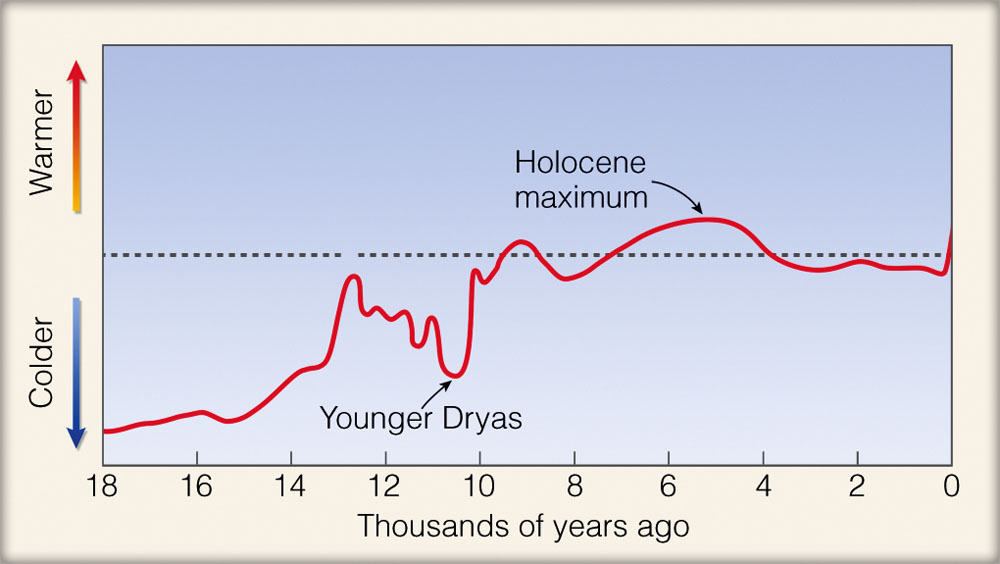 Warmer
Colder
Holocene
maximum
Younger Dryas
18 16 14 12 10 8 6 4 2 0
Thousands of years ago